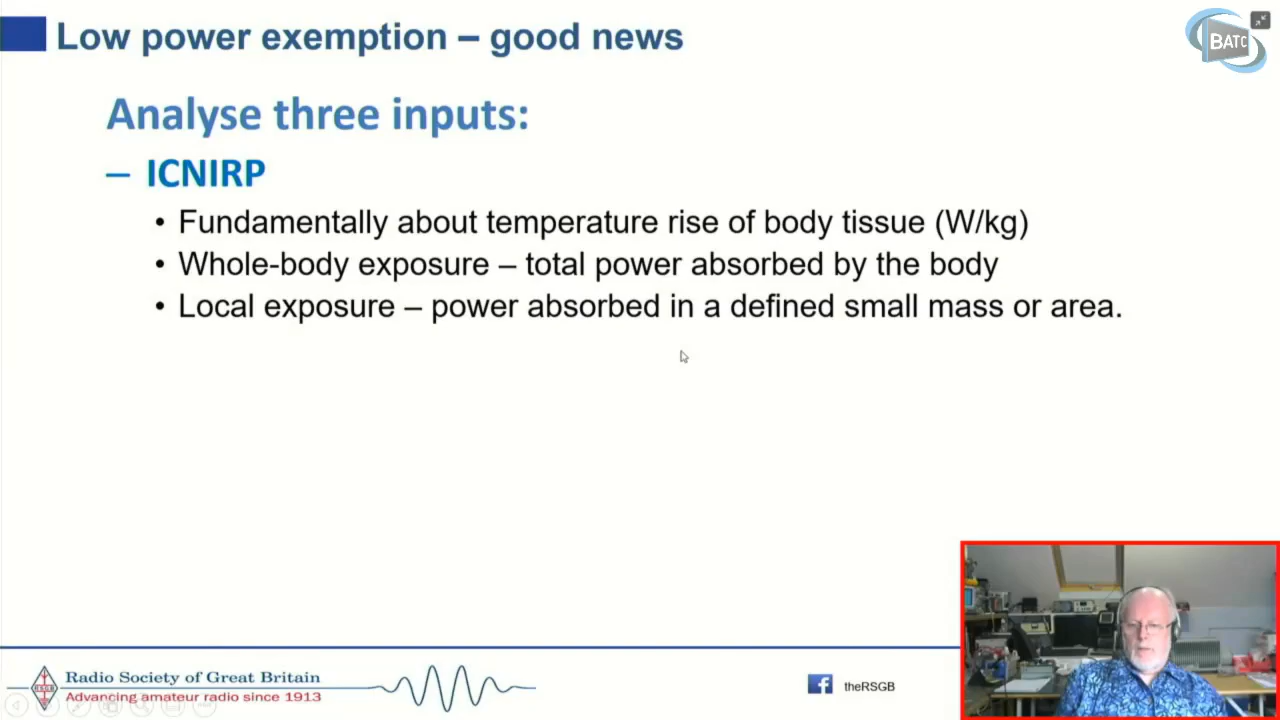 Low power exemption – good news
BATC
Analyse three inputs:
– ICNIRP
• Fundamentally about temperature rise of body tissue (W/kg)
• Whole-body exposure – total power absorbed by the body
• Local exposure – power absorbed in a defined small mass or area.
RSGB
Radio Society of Great Britain
Advancing amateur radio since 1913
theRSGB